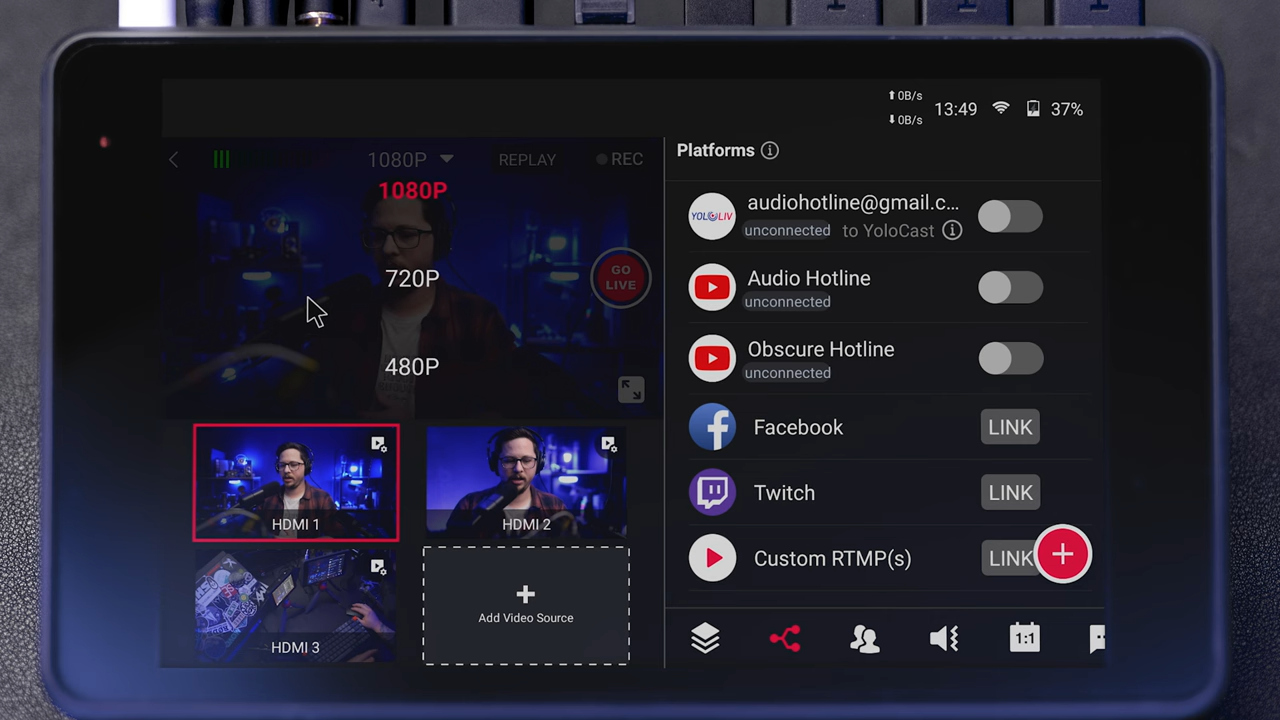 0B/s
0B/s
13:49
37%
1080P
REPLAY
REC
1080P
720P
480P
GO
LIVE
HDMI 1
HDMI 2
HDMI 3
Add Video Source
Platforms
YOLOLIV
audiohotline@gmail.c...
unconnected to YoloCast
Audio Hotline
unconnected
Obscure Hotline
unconnected
Facebook
LINK
Twitch
LINK
Custom RTMP(s)
LINK
1:1